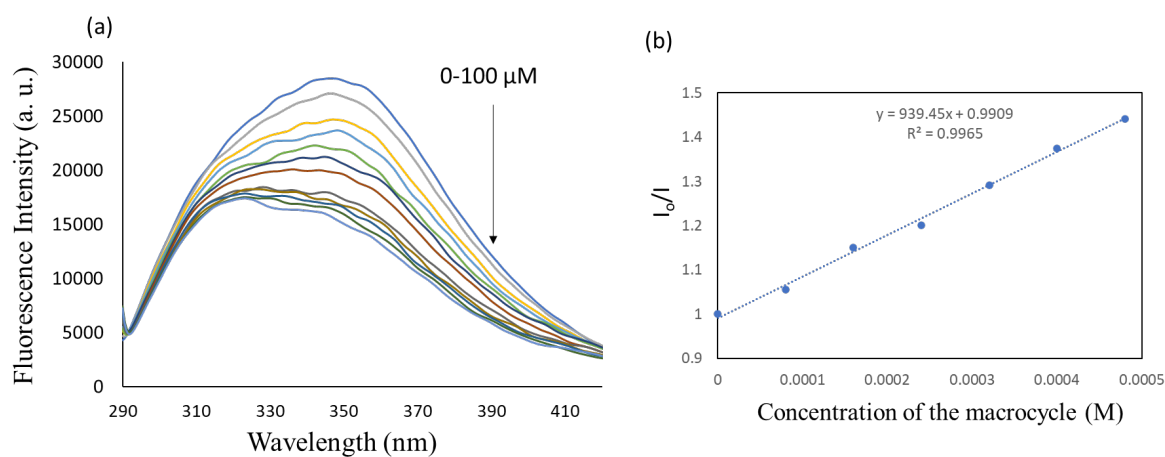 (a)
Fluorescence Intensity (a. u.)
30000
25000
20000
15000
10000
5000
0
0-100 µM
290 310 330 350 370 390 410
Wavelength (nm)
(b)
I₀/I
1.5
1.4
1.3
1.2
1.1
1
0.9
y = 939.45x + 0.9909
R² = 0.9965
0 0.0001 0.0002 0.0003 0.0004 0.0005
Concentration of the macrocycle (M)